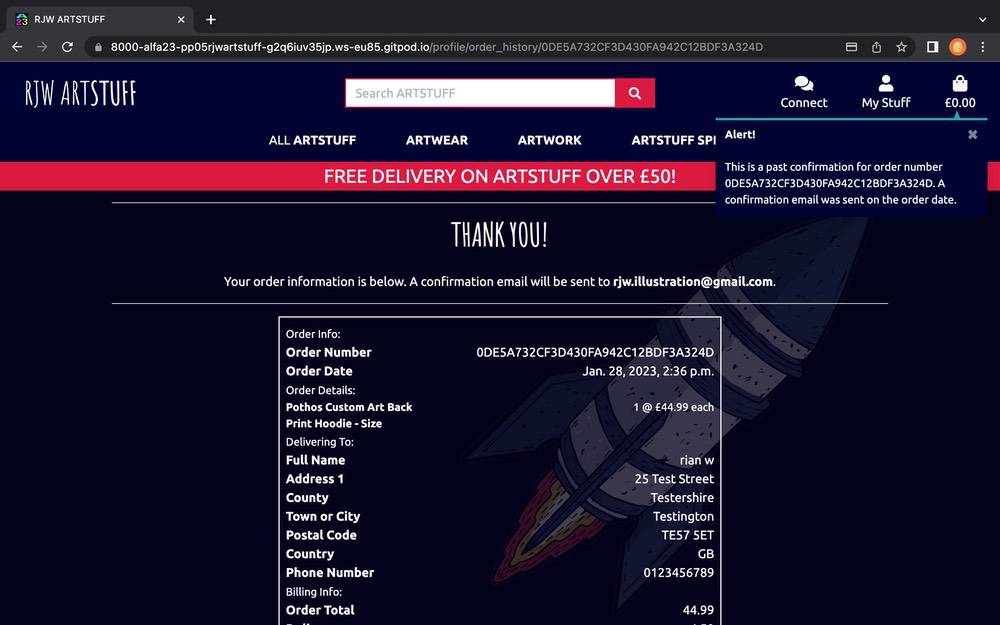 RJW ARTSTUFF
8000-alfa23-pp05rjwartstuff-g2q6iuv35jp.ws-eu85.gitpod.io/profile/order_history/0DE5A732CF3D430FA942C12BDF3A324D
RJW ARTSTUFF
Search ARTSTUFF
Connect
My Stuff
£0.00
ALL ARTSTUFF
ARTWEAR
ARTWORK
ARTSTUFF SPE
Alert!
This is a past confirmation for order number
0DE5A732CF3D430FA942C12BDF3A324D. A
confirmation email was sent on the order date.
FREE DELIVERY ON ARTSTUFF OVER £50!
THANK YOU!
Your order information is below. A confirmation email will be sent to rjw.illustration@gmail.com.
Order Info:
Order Number 0DE5A732CF3D430FA942C12BDF3A324D
Order Date Jan. 28, 2023, 2:36 p.m.
Order Details:
Pothos Custom Art Back 1 @ £44.99 each
Print Hoodie - Size
Delivering To:
Full Name rian w
Address 1 25 Test Street
County Testershire
Town or City Testington
Postal Code TE57 5ET
Country GB
Phone Number 0123456789
Billing Info:
Order Total 44.99